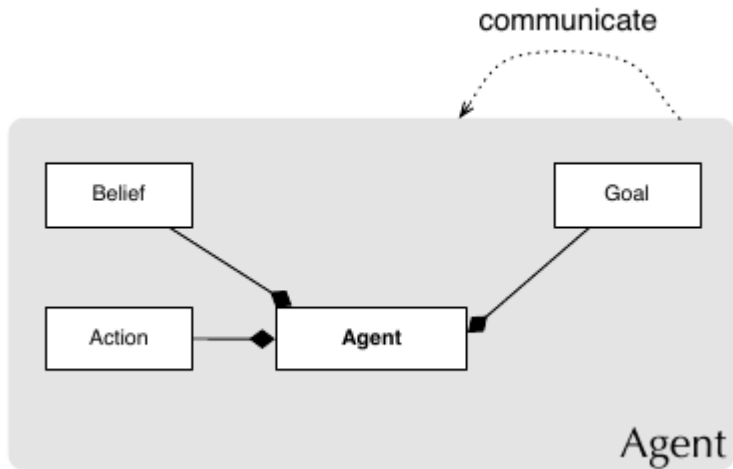 communicate
Belief
Goal
Action
Agent
Agent